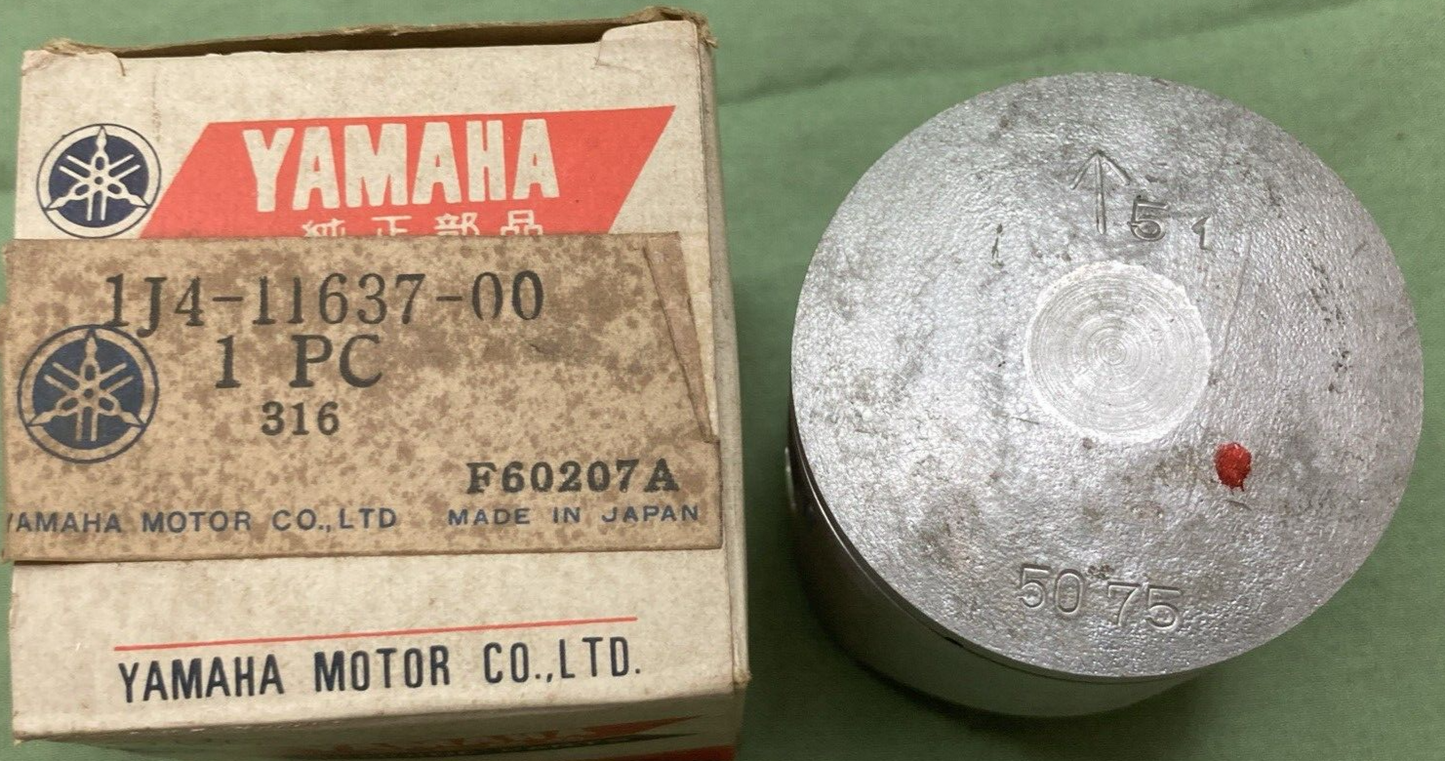 YAMAHA
純正部品
1J4-11637-00
1 PC
316
F60207A
YAMAHA MOTOR CO.,LTD MADE IN JAPAN
YAMAHA MOTOR CO.,LTD.
51
50 75